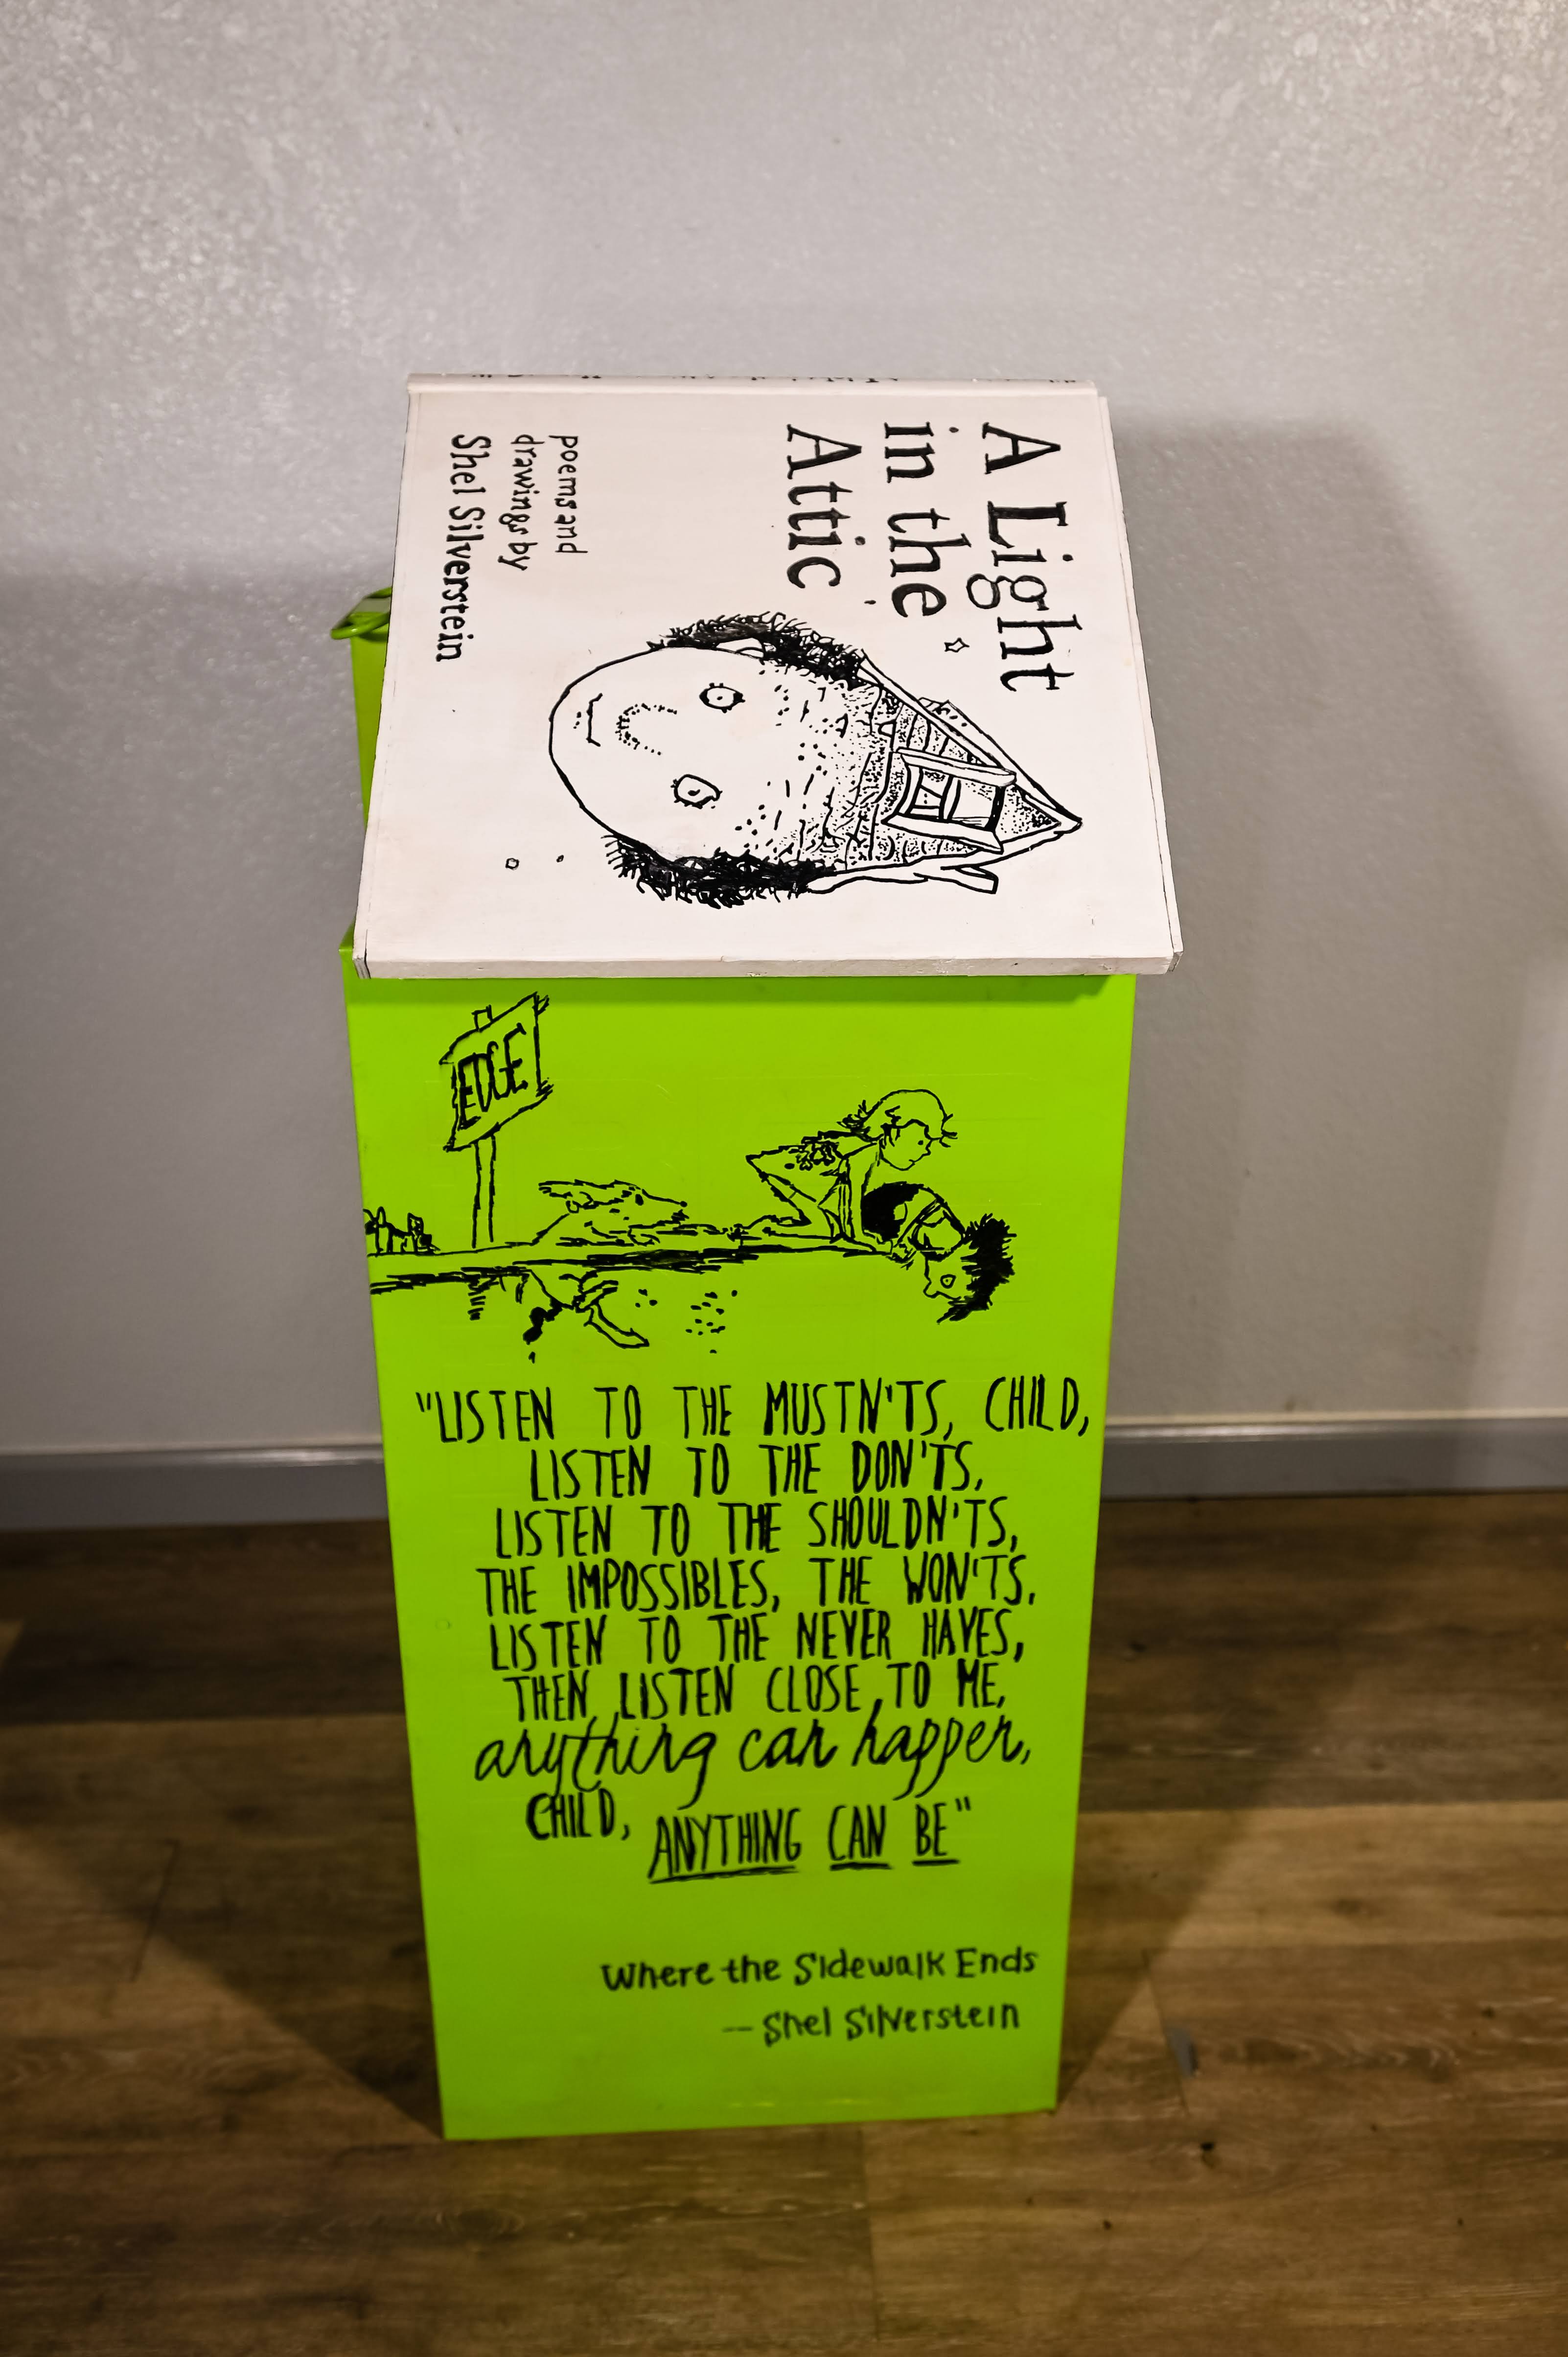 A Light
in the
Attic
poems and
drawings by
Shel Silverstein
EDGE
"LISTEN TO THE MUSTN'TS, CHILD,
LISTEN TO THE DON'TS,
LISTEN TO THE SHOULDN'TS,
THE IMPOSSIBLES, THE WON'TS,
LISTEN TO THE NEVER HAVES,
THEN LISTEN CLOSE TO ME,
anything can happen,
CHILD, ANYTHING CAN BE"
Where the Sidewalk Ends
-- Shel Silverstein